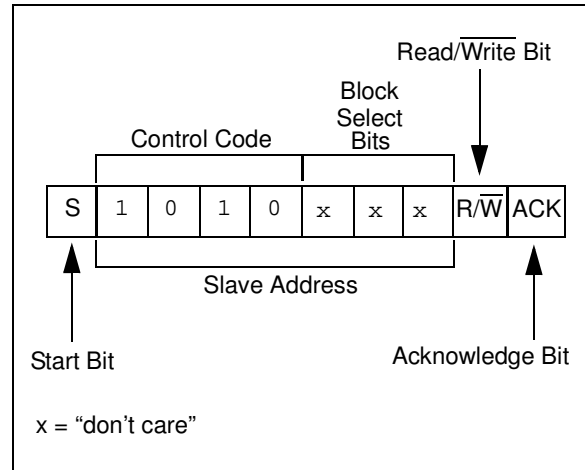 Read/Write Bit
Block
Select
Bits
Control Code
S 1 0 1 0 x x x R/W ACK
Slave Address
Start Bit
Acknowledge Bit
x = “don’t care”